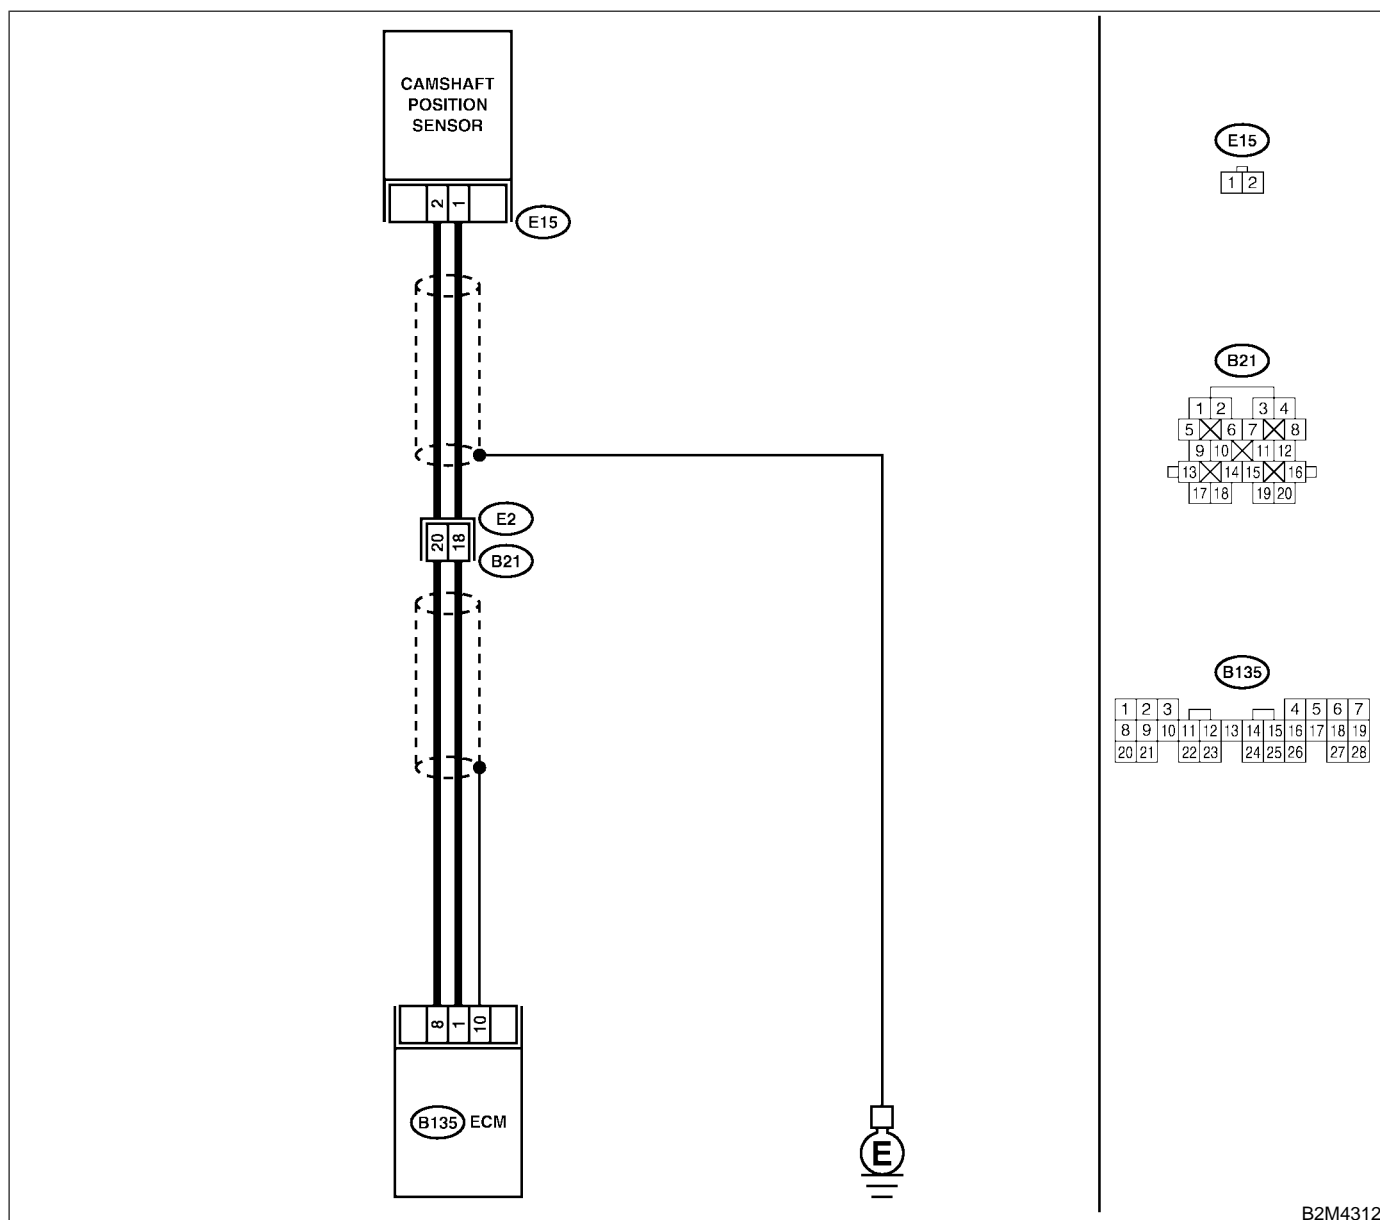 CAMSHAFT
POSITION
SENSOR
2 1
E15
E2
20 18
B21
8 1 10
B135 ECM
E
E15
1 2
B21
1 2 3 4
5 6 7 8
9 10 11 12
13 14 15 16
17 18 19 20
B135
1 2 3 4 5 6 7
8 9 10 11 12 13 14 15 16 17 18 19
20 21 22 23 24 25 26 27 28
B2M4312